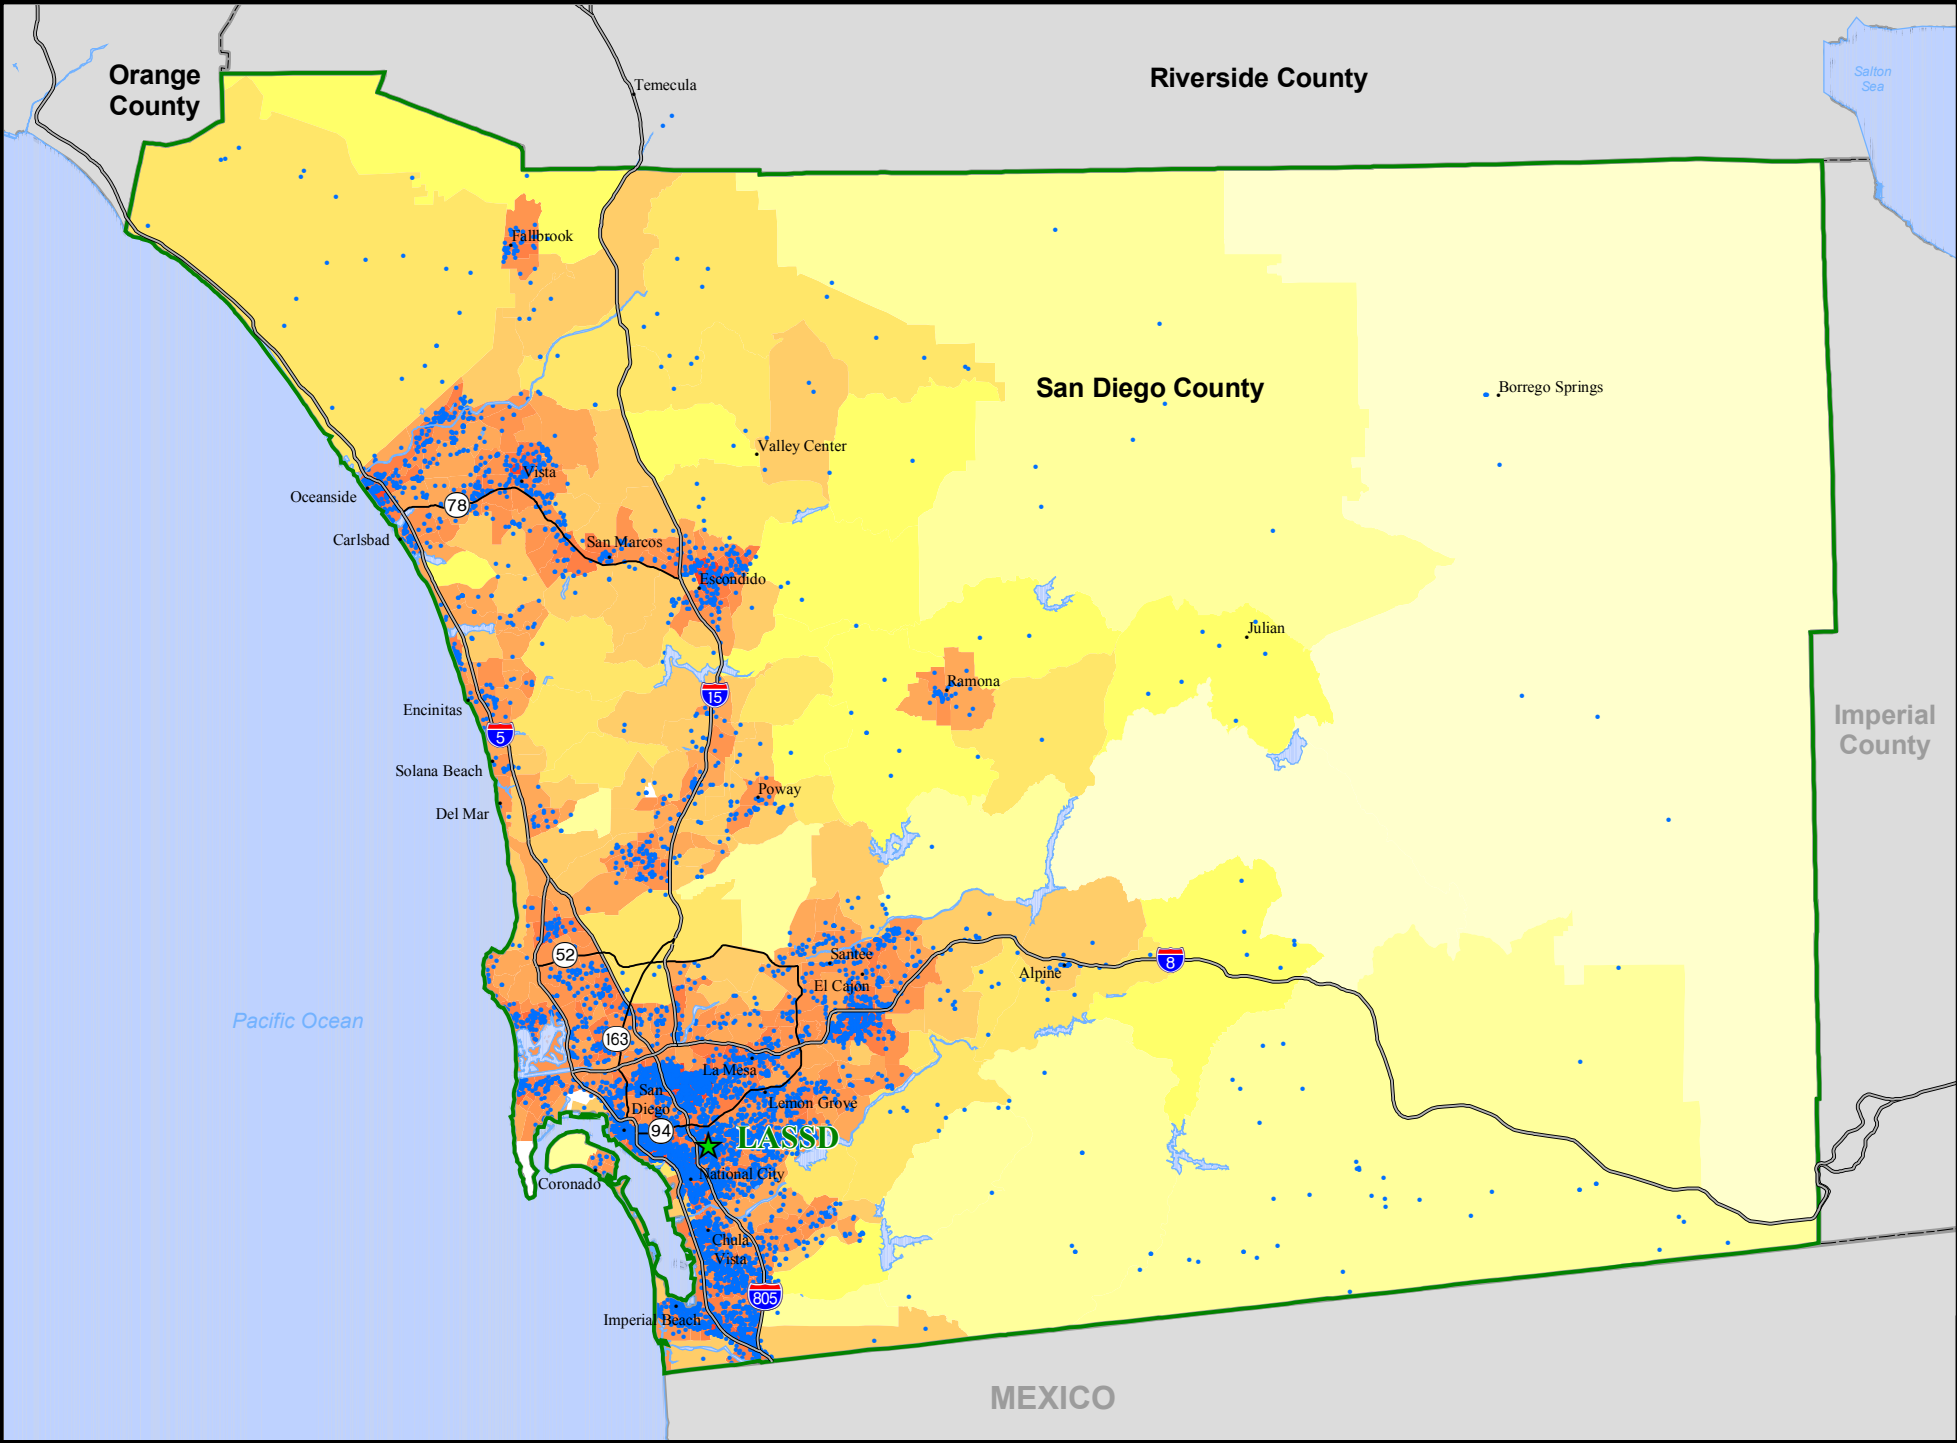 Orange
County
Temecula
Riverside County
Salton
Sea
Fallbrook
San Diego County
Borrego Springs
Valley Center
Vista
Oceanside
78
Carlsbad
San Marcos
Escondido
Julian
Ramona
15
Encinitas
5
Imperial
County
Solana Beach
Poway
Del Mar
52
Santee
8
Alpine
El Cajon
Pacific Ocean
163
La Mesa
San
Diego
Lemon Grove
94
LASSD
National City
Coronado
Chula
Vista
805
Imperial Beach
MEXICO